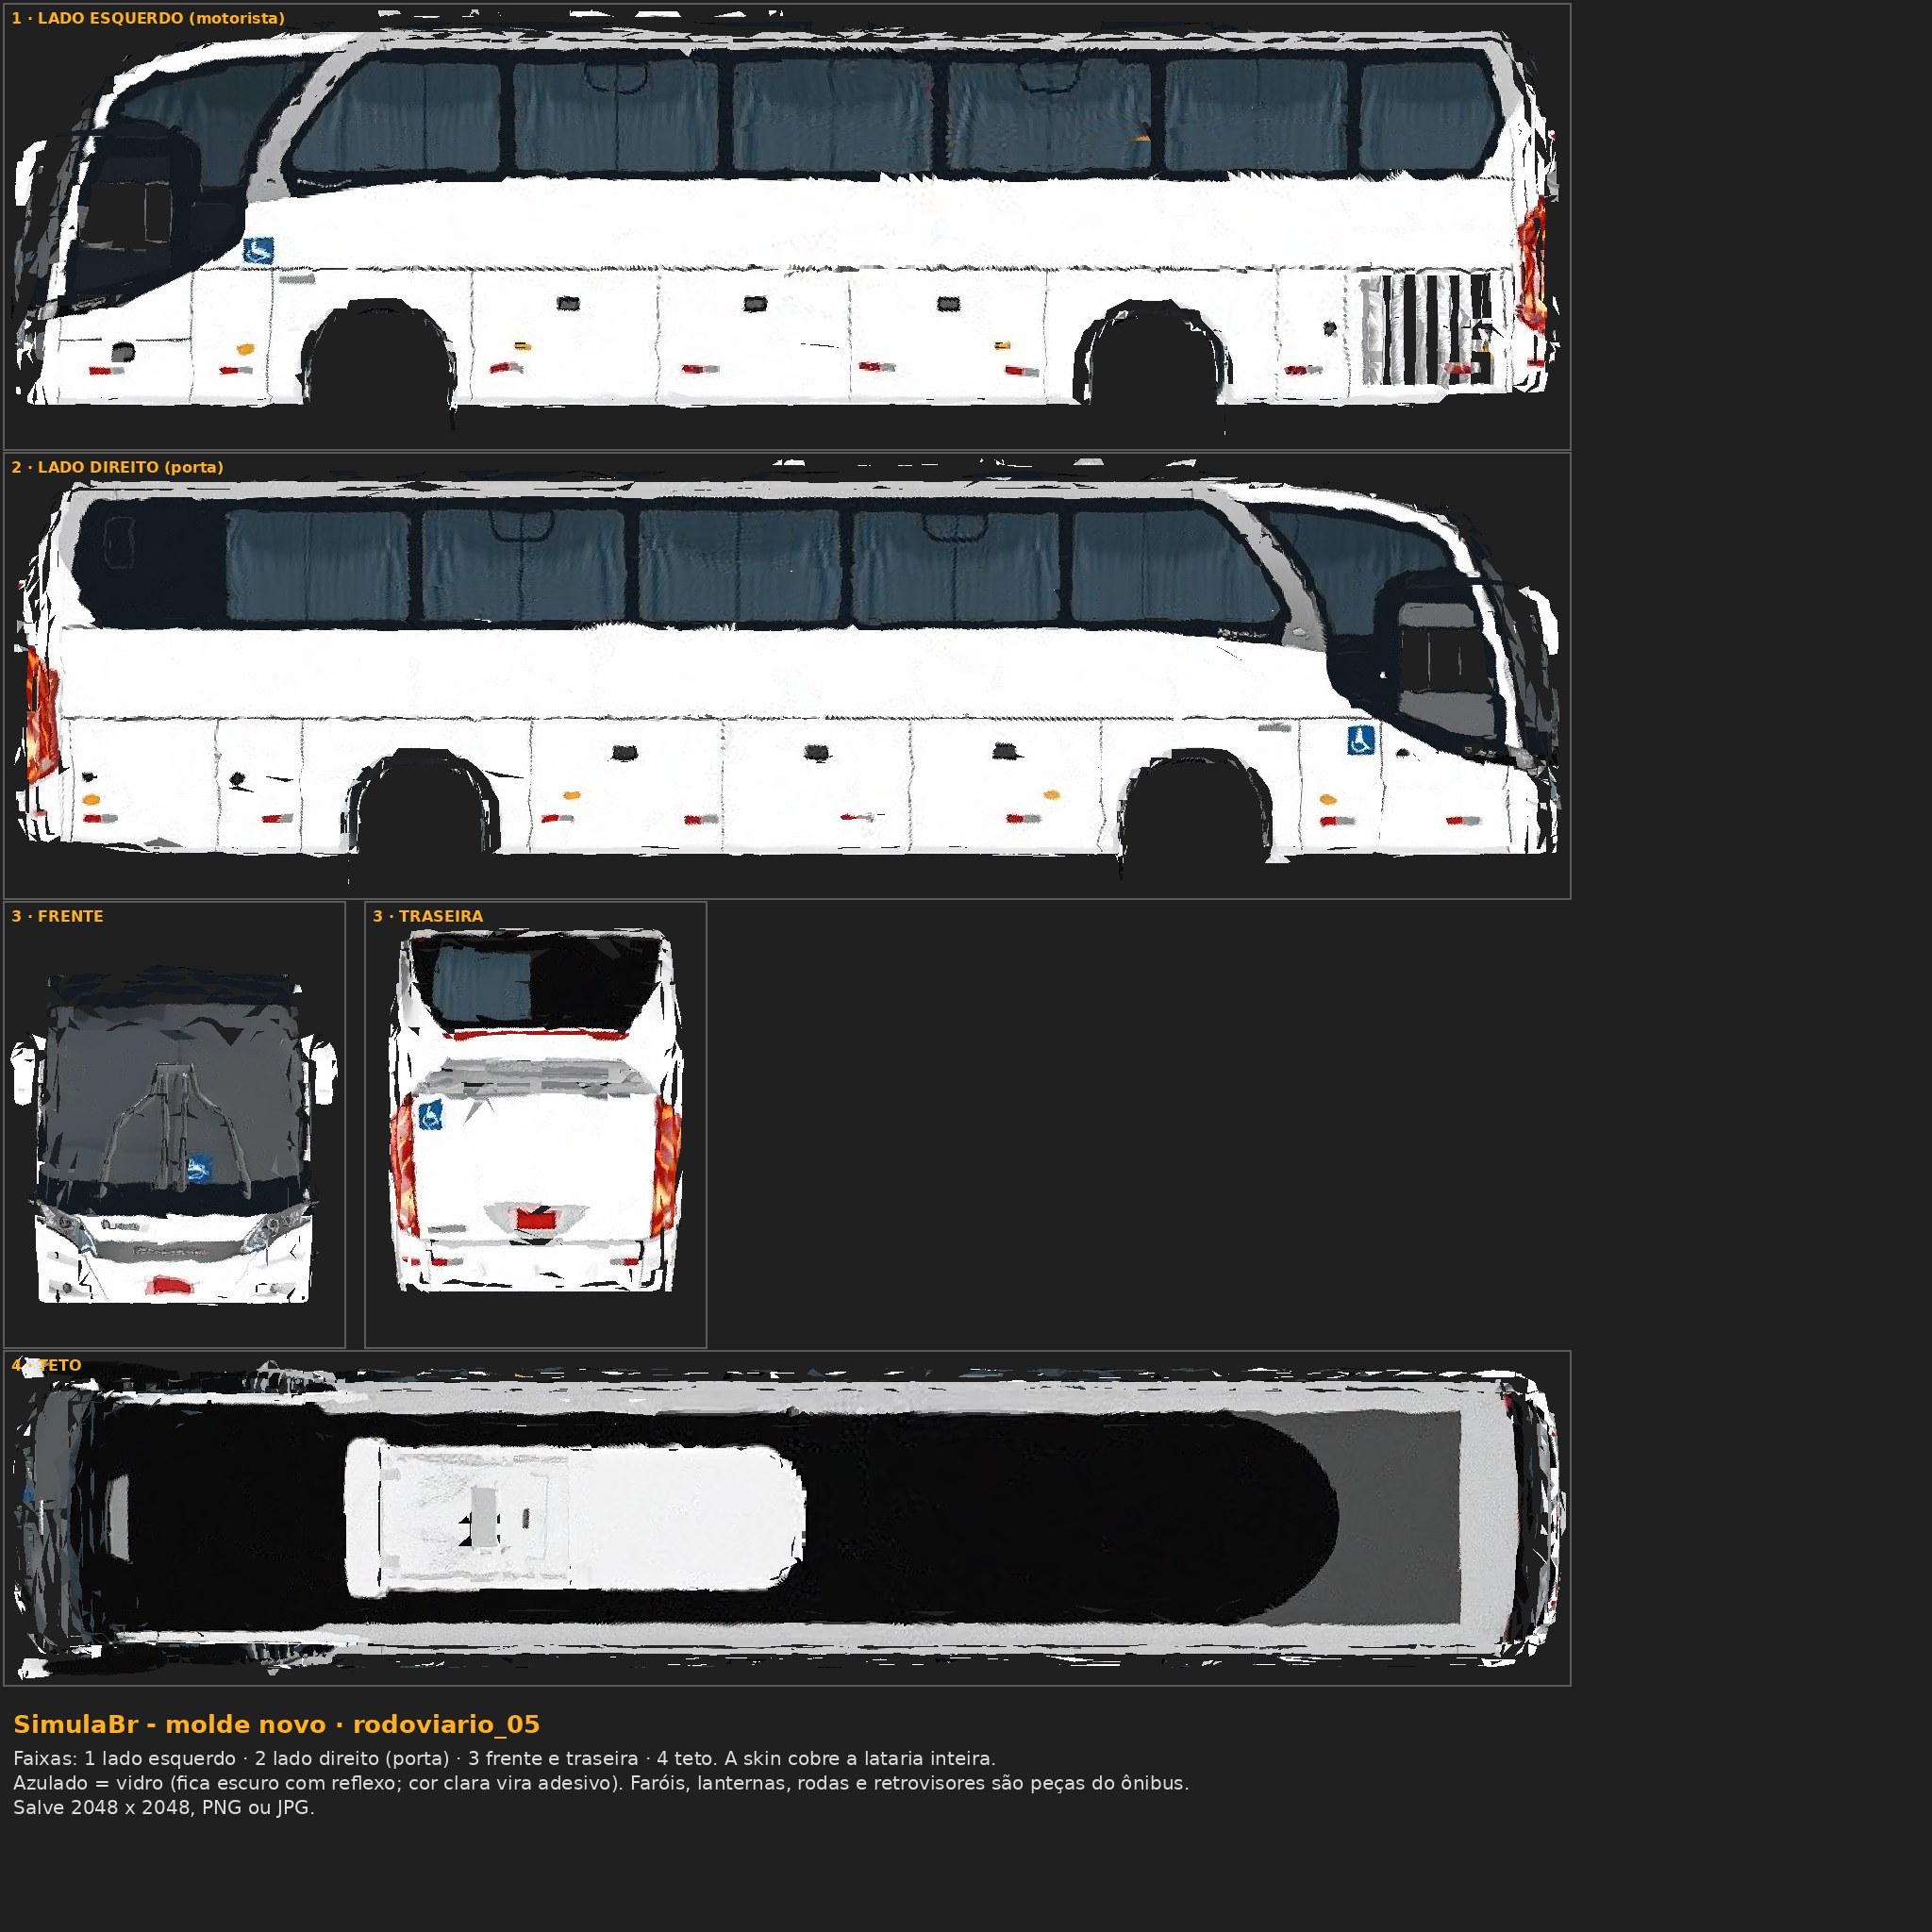 1 · LADO ESQUERDO (motorista)
2 · LADO DIREITO (porta)
3 · FRENTE
3 · TRASEIRA
4 · TETO
SimulaBr - molde novo · rodoviario_05
Faixas: 1 lado esquerdo · 2 lado direito (porta) · 3 frente e traseira · 4 teto. A skin cobre a lataria inteira.
Azulado = vidro (fica escuro com reflexo; cor clara vira adesivo). Faróis, lanternas, rodas e retrovisores são peças do ônibus.
Salve 2048 x 2048, PNG ou JPG.